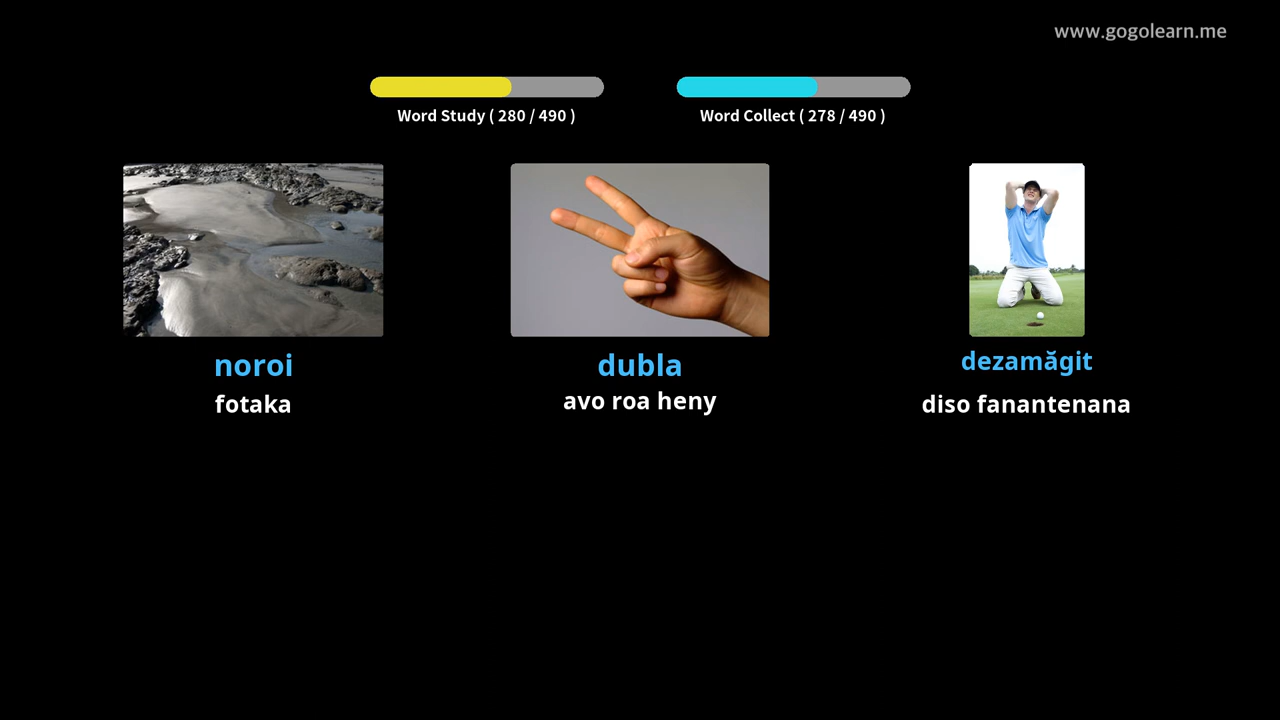 www.gogolearn.me
Word Study ( 280 / 490 )
Word Collect ( 278 / 490 )
noroi
fotaka
dubla
avo roa heny
dezamăgit
diso fanantenana